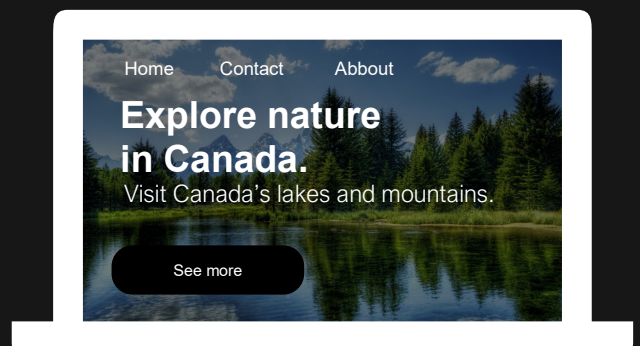 Home Contact Abbout
Explore nature
in Canada.
Visit Canada’s lakes and mountains.
See more